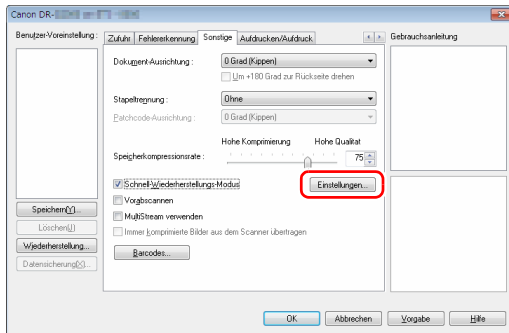 Canon DR-
Benutzer-Voreinstellung :
Zufuhr Fehlererkennung Sonstige Aufdrucken/Aufdruck
Gebrauchsanleitung
Dokument-Ausrichtung : 0 Grad (Kippen)
Um +180 Grad zur Rückseite drehen
Stapeltrennung : Ohne
Patchcode-Ausrichtung : 0 Grad (Kippen)
Hohe Komprimierung Hohe Qualitat
Speicherkompressionsrate : 75
Schnell-Wiederherstellungs-Modus Einstellungen...
Vorabscannen
MultiStream verwenden
Immer komprimierte Bilder aus dem Scanner übertragen
Barcodes...
Speichern(Y)...
Löschen(J)
Wiederherstellung...
Datensicherung(X)...
OK Abbrechen Vorgabe Hilfe